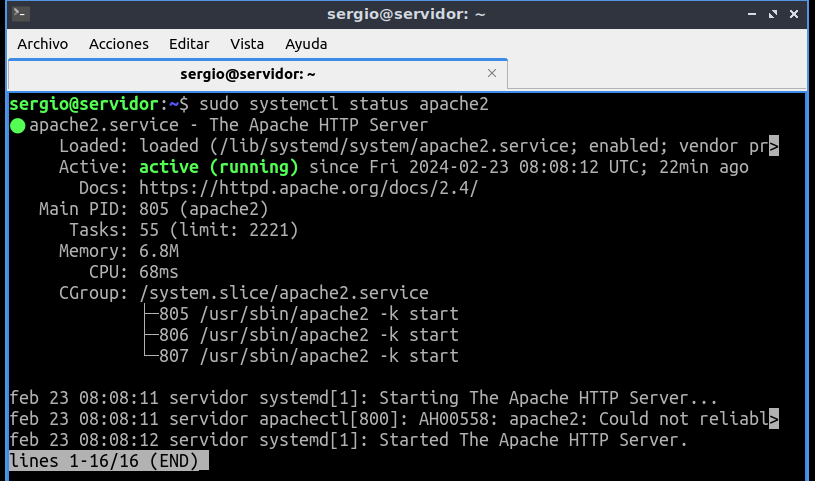 sergio@servidor: ~
Archivo Acciones Editar Vista Ayuda
sergio@servidor: ~
sergio@servidor:~$ sudo systemctl status apache2
apache2.service - The Apache HTTP Server
Loaded: loaded (/lib/systemd/system/apache2.service; enabled; vendor pr>
Active: active (running) since Fri 2024-02-23 08:08:12 UTC; 22min ago
Docs: https://httpd.apache.org/docs/2.4/
Main PID: 805 (apache2)
Tasks: 55 (limit: 2221)
Memory: 6.8M
CPU: 68ms
CGroup: /system.slice/apache2.service
├─805 /usr/sbin/apache2 -k start
├─806 /usr/sbin/apache2 -k start
└─807 /usr/sbin/apache2 -k start
feb 23 08:08:11 servidor systemd[1]: Starting The Apache HTTP Server...
feb 23 08:08:11 servidor apachectl[800]: AH00558: apache2: Could not reliabl>
feb 23 08:08:12 servidor systemd[1]: Started The Apache HTTP Server.
lines 1-16/16 (END)